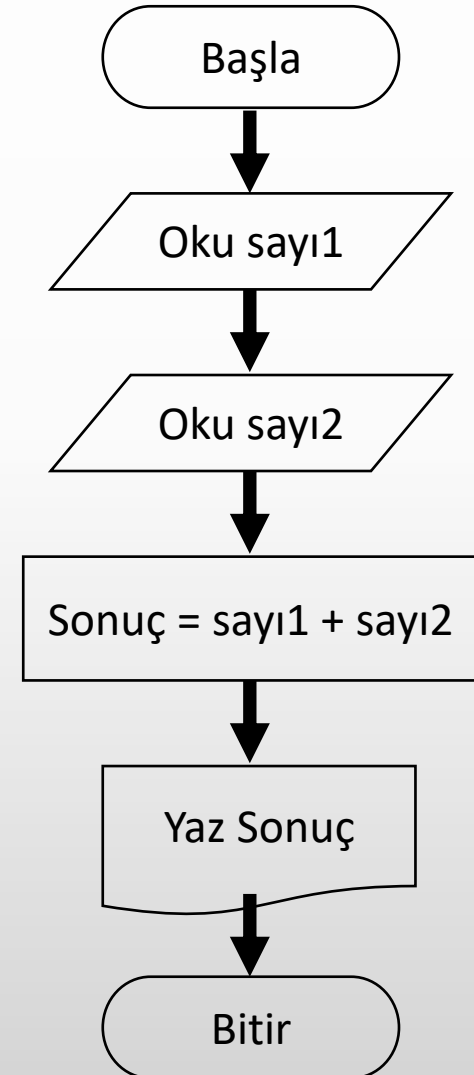 Başla
Oku sayı1
Oku sayı2
Sonuç = sayı1 + sayı2
Yaz Sonuç
Bitir